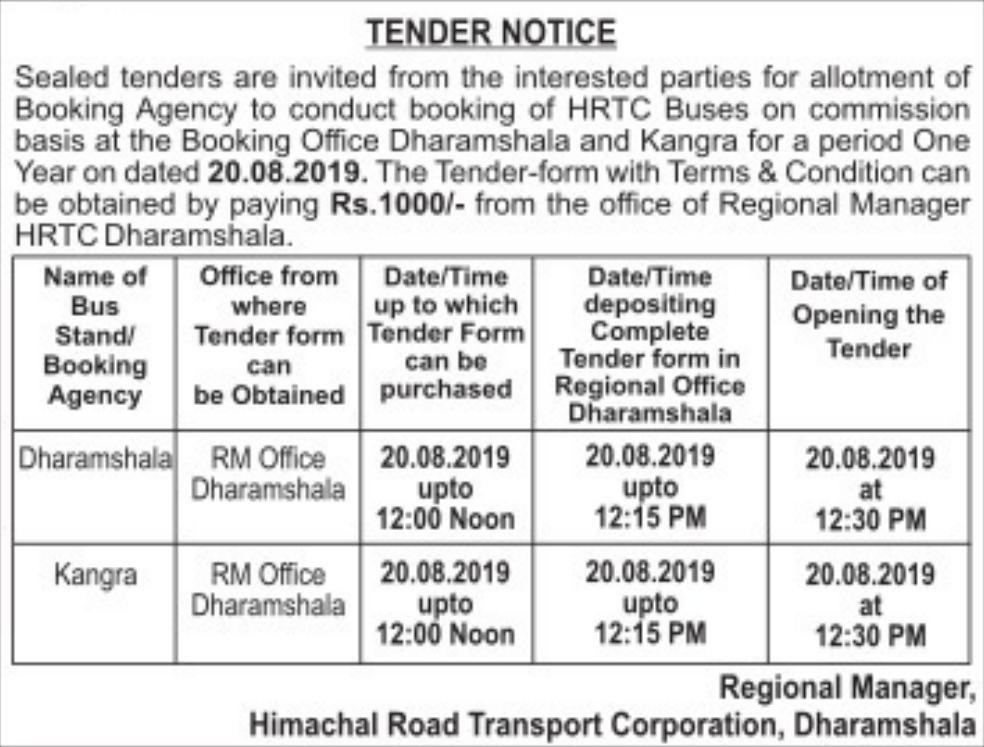 TENDER NOTICE
Sealed tenders are invited from the interested parties for allotment of
Booking Agency to conduct booking of HRTC Buses on commission
basis at the Booking Office Dharamshala and Kangra for a period One
Year on dated 20.08.2019. The Tender-form with Terms & Condition can
be obtained by paying Rs.1000/- from the office of Regional Manager
HRTC Dharamshala.
Name of
Bus
Stand/
Booking
Agency
Office from
where
Tender form
can
be Obtained
Date/Time
up to which
Tender Form
can be
purchased
Date/Time
depositing
Complete
Tender form in
Regional Office
Dharamshala
Date/Time of
Opening the
Tender
Dharamshala
RM Office
Dharamshala
20.08.2019
upto
12:00 Noon
20.08.2019
upto
12:15 PM
20.08.2019
at
12:30 PM
Kangra
RM Office
Dharamshala
20.08.2019
upto
12:00 Noon
20.08.2019
upto
12:15 PM
20.08.2019
at
12:30 PM
Regional Manager,
Himachal Road Transport Corporation, Dharamshala